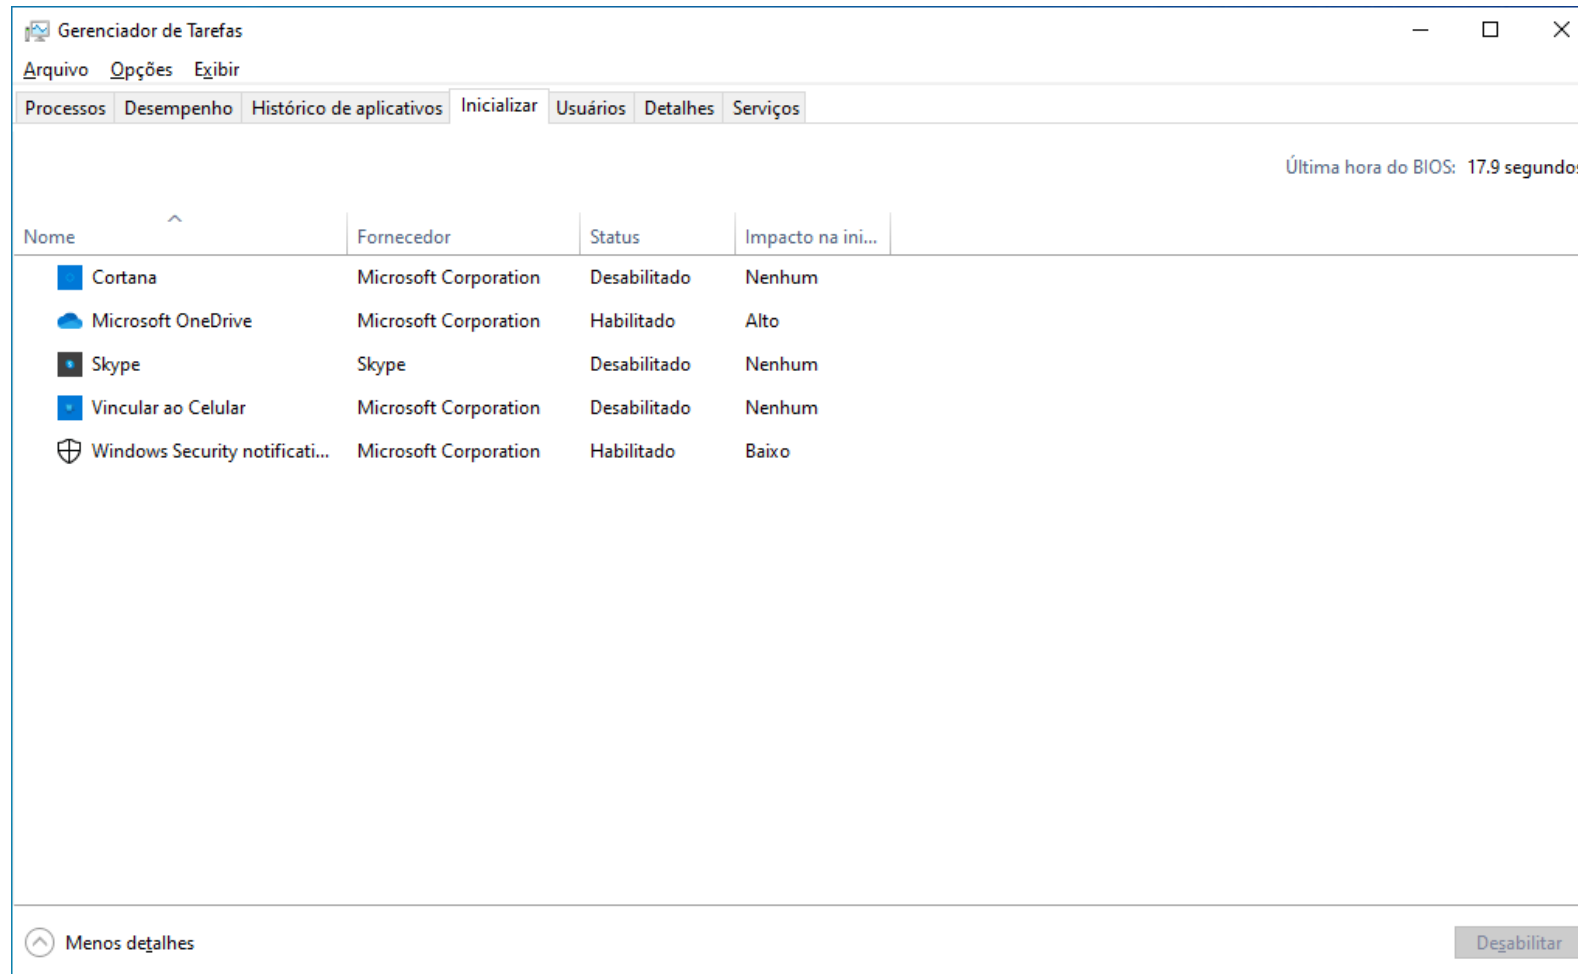 Gerenciador de Tarefas
Arquivo Opções Exibir
Processos Desempenho Histórico de aplicativos Inicializar Usuários Detalhes Serviços
Última hora do BIOS: 17.9 segundos
Nome Fornecedor Status Impacto na ini...
Cortana Microsoft Corporation Desabilitado Nenhum
Microsoft OneDrive Microsoft Corporation Habilitado Alto
Skype Skype Desabilitado Nenhum
Vincular ao Celular Microsoft Corporation Desabilitado Nenhum
Windows Security notificati... Microsoft Corporation Habilitado Baixo
Menos detalhes Desabilitar